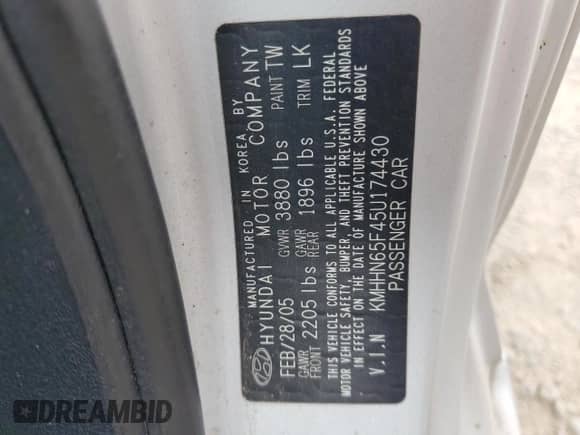 MANUFACTURED IN KOREA BY
HYUNDAI MOTOR COMPANY
FEB/28/05 GVWR 3880 lbs PAINT TW
GAWR FRONT 2205 lbs GAWR REAR 1896 lbs TRIM LK
THIS VEHICLE CONFORMS TO ALL APPLICABLE U.S.A. FEDERAL
MOTOR VEHICLE SAFETY, BUMPER, AND THEFT PREVENTION STANDARDS
IN EFFECT ON THE DATE OF MANUFACTURE SHOWN ABOVE
V.I.N KMHHN65F45U174430
PASSENGER CAR
DREAMBID